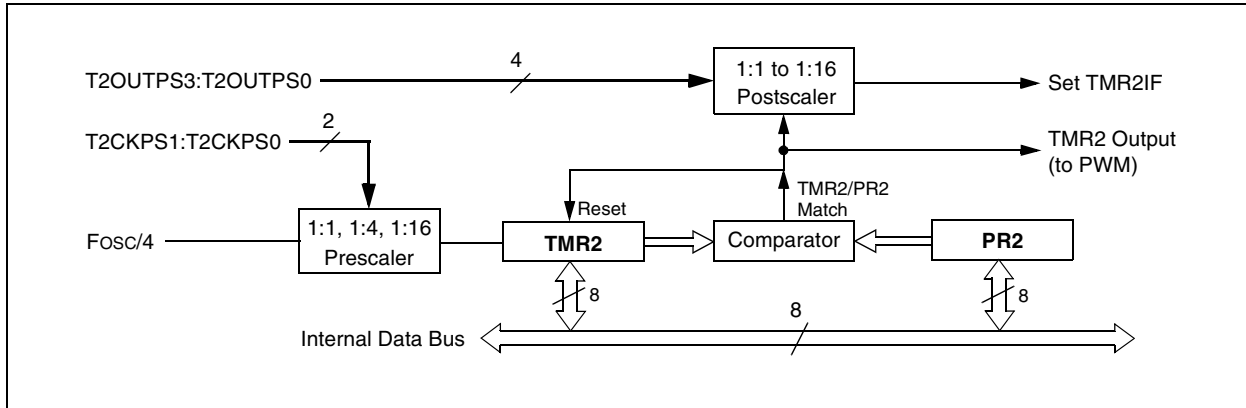 T2OUTPS3:T2OUTPS0
4
1:1 to 1:16
Postscaler
Set TMR2IF
T2CKPS1:T2CKPS0
2
TMR2 Output
(to PWM)
TMR2/PR2
Match
Reset
FOSC/4
1:1, 1:4, 1:16
Prescaler
TMR2
Comparator
PR2
8
8
8
Internal Data Bus